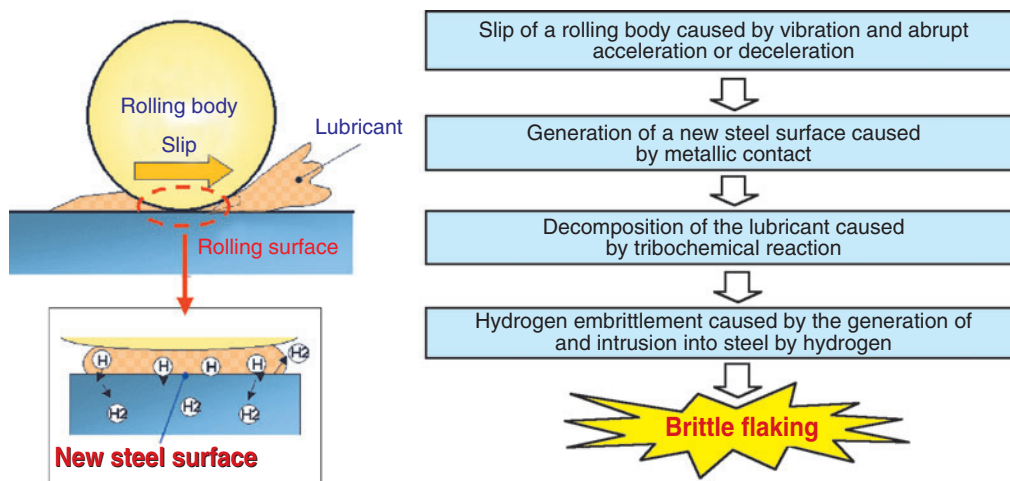 Rolling body
Slip
Lubricant
Rolling surface
H
H
H
H
H2
H2
H2
H2
New steel surface
Slip of a rolling body caused by vibration and abrupt
acceleration or deceleration
Generation of a new steel surface caused
by metallic contact
Decomposition of the lubricant caused
by tribochemical reaction
Hydrogen embrittlement caused by the generation of
and intrusion into steel by hydrogen
Brittle flaking